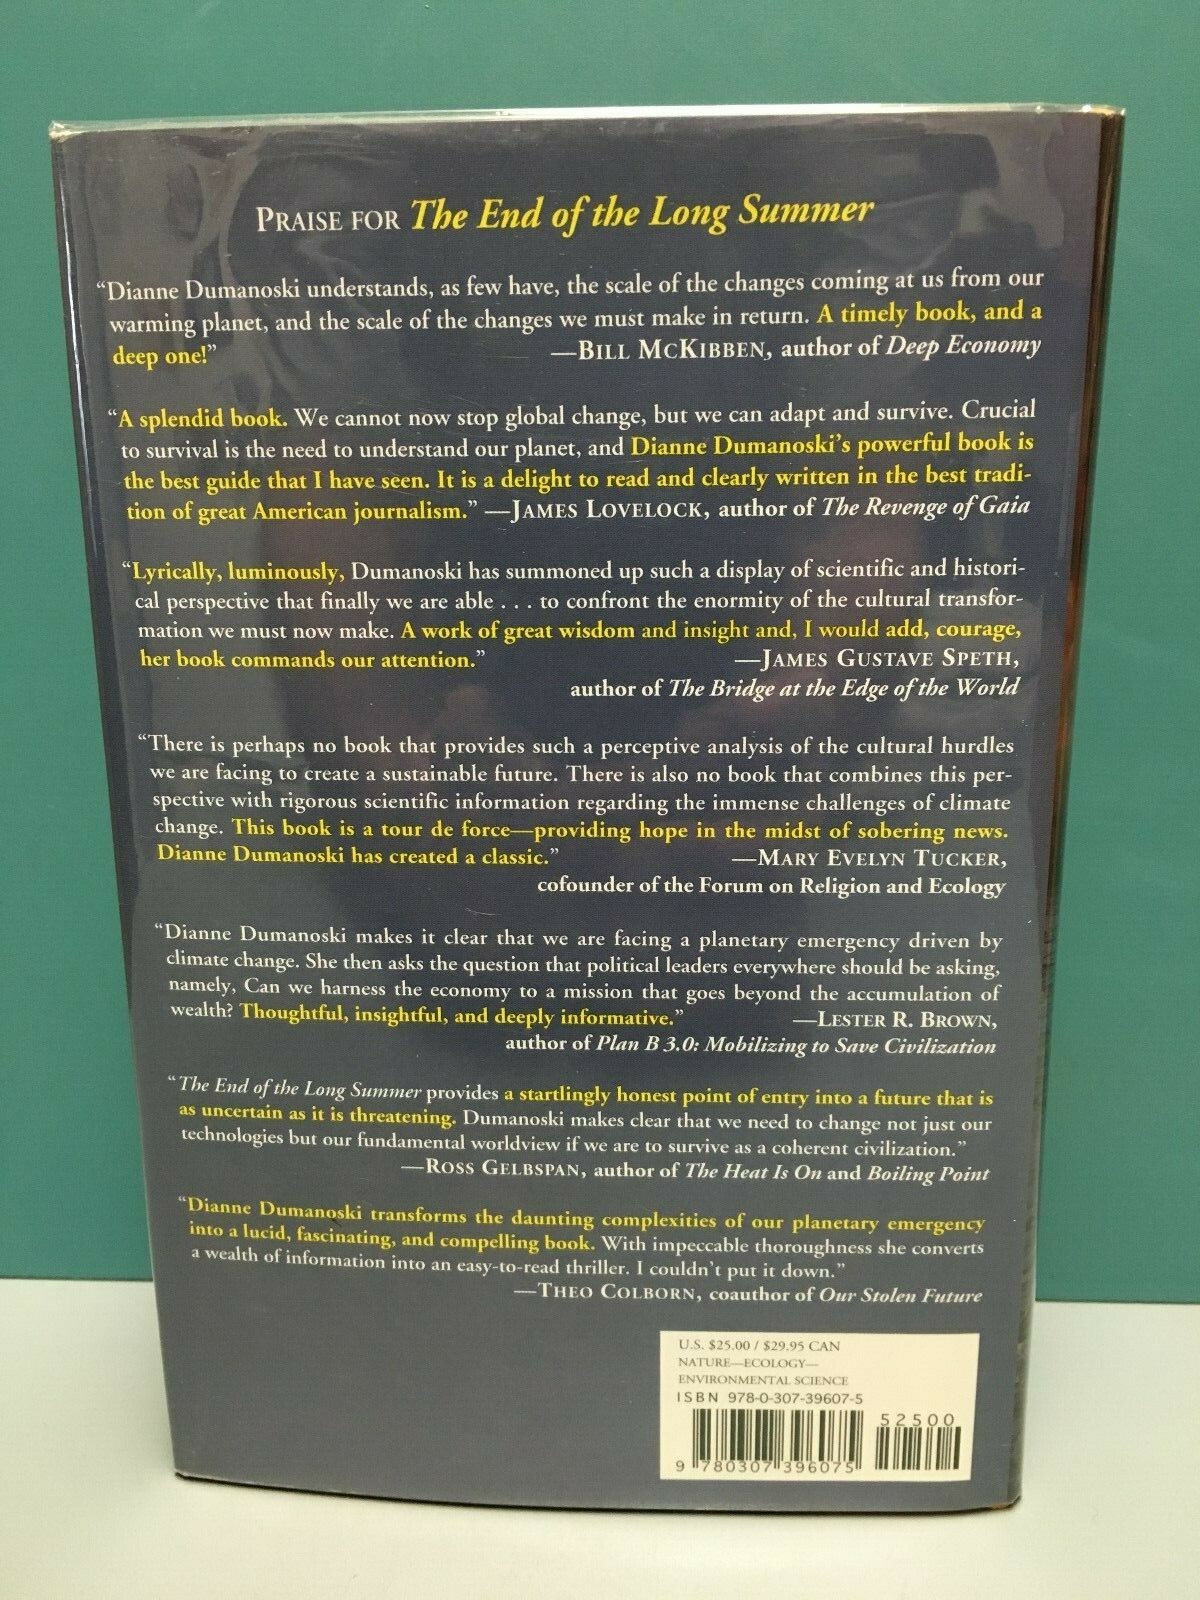 PRAISE FOR The End of the Long Summer
“Dianne Dumanoski understands, as few have, the scale of the changes coming at us from our
warming planet, and the scale of the changes we must make in return. A timely book, and a
deep one!” —BILL MCKIBBEN, author of Deep Economy
“A splendid book. We cannot now stop global change, but we can adapt and survive. Crucial
to survival is the need to understand our planet, and Dianne Dumanoski’s powerful book is
the best guide that I have seen. It is a delight to read and clearly written in the best tradi-
tion of great American journalism.” —JAMES LOVELOCK, author of The Revenge of Gaia
“Lyrically, luminously, Dumanoski has summoned up such a display of scientific and histori-
cal perspective that finally we are able . . . to confront the enormity of the cultural transfor-
mation we must now make. A work of great wisdom and insight and, I would add, courage,
her book commands our attention.” —JAMES GUSTAVE SPETH,
author of The Bridge at the Edge of the World
“There is perhaps no book that provides such a perceptive analysis of the cultural hurdles
we are facing to create a sustainable future. There is also no book that combines this per-
spective with rigorous scientific information regarding the immense challenges of climate
change. This book is a tour de force—providing hope in the midst of sobering news.
Dianne Dumanoski has created a classic.” —MARY EVELYN TUCKER,
cofounder of the Forum on Religion and Ecology
“Dianne Dumanoski makes it clear that we are facing a planetary emergency driven by
climate change. She then asks the question that political leaders everywhere should be asking,
namely, Can we harness the economy to a mission that goes beyond the accumulation of
wealth? Thoughtful, insightful, and deeply informative.” —LESTER R. BROWN,
author of Plan B 3.0: Mobilizing to Save Civilization
“The End of the Long Summer provides a startlingly honest point of entry into a future that is
as uncertain as it is threatening. Dumanoski makes clear that we need to change not just our
technologies but our fundamental worldview if we are to survive as a coherent civilization.”
—ROSS GELBSPAN, author of The Heat Is On and Boiling Point
“Dianne Dumanoski transforms the daunting complexities of our planetary emergency
into a lucid, fascinating, and compelling book. With impeccable thoroughness she converts
a wealth of information into an easy-to-read thriller. I couldn’t put it down.”
—THEO COLBORN, coauthor of Our Stolen Future
U.S. $25.00 / $29.95 CAN
NATURE—ECOLOGY—
ENVIRONMENTAL SCIENCE
ISBN 978-0-307-39607-5
52500
9 780307 396075